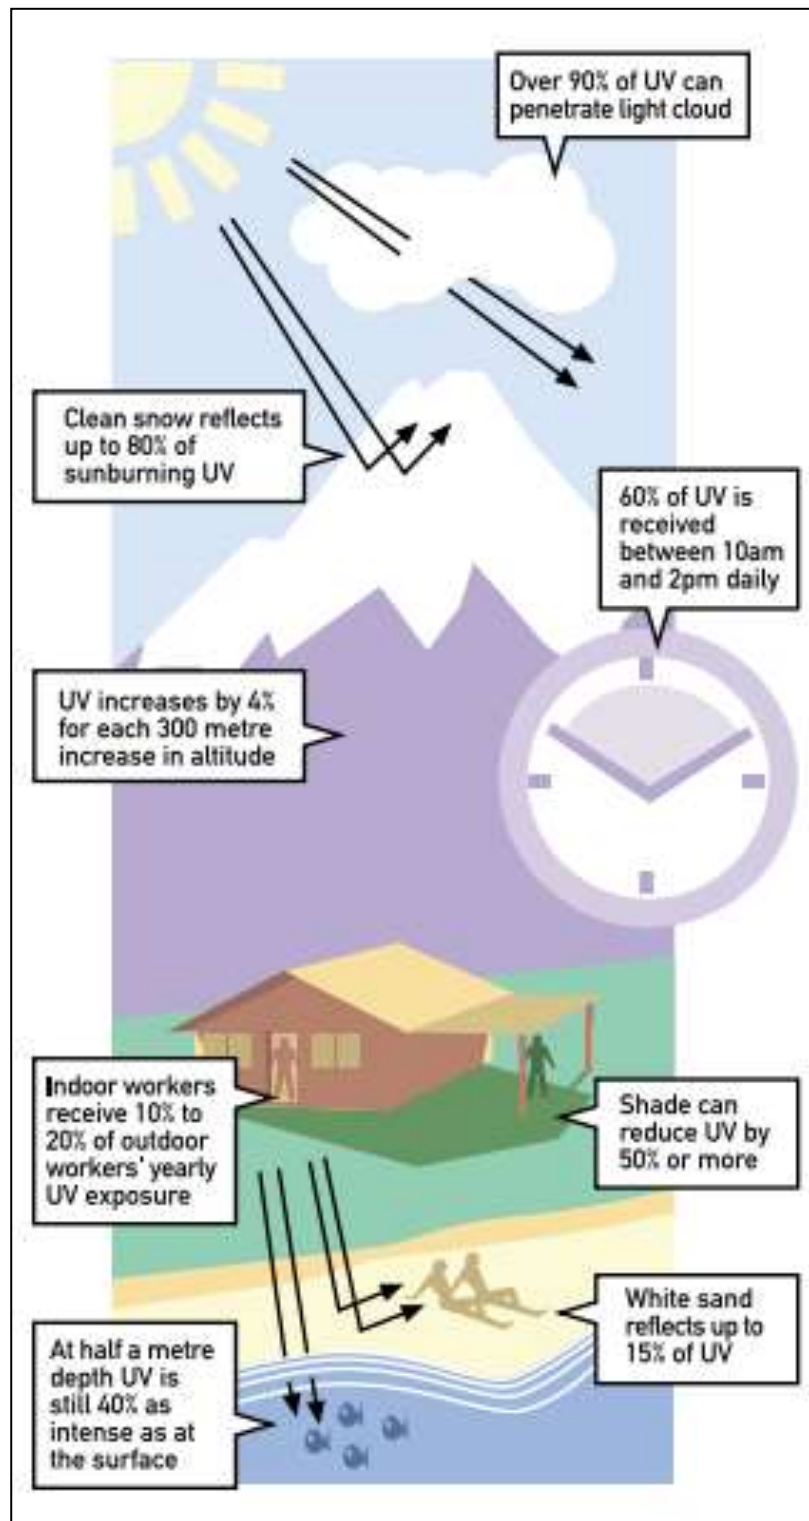 Over 90% of UV can
penetrate light cloud
Clean snow reflects
up to 80% of
sunburning UV
60% of UV is
received
between 10am
and 2pm daily
UV increases by 4%
for each 300 metre
increase in altitude
Indoor workers
receive 10% to
20% of outdoor
workers' yearly
UV exposure
Shade can
reduce UV by
50% or more
White sand
reflects up to
15% of UV
At half a metre
depth UV is
still 40% as
intense as at
the surface